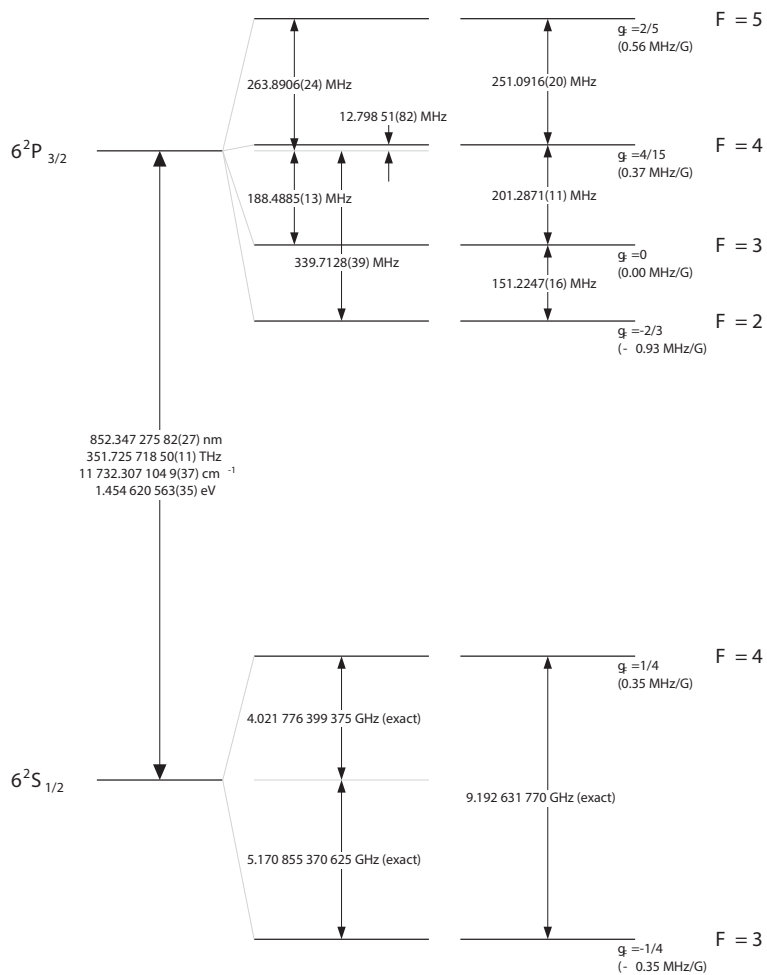 F = 5
g_F =2/5
(0.56 MHz/G)
263.8906(24) MHz
251.0916(20) MHz
12.798 51(82) MHz
6²P 3/2
F = 4
g_F =4/15
(0.37 MHz/G)
188.4885(13) MHz
201.2871(11) MHz
F = 3
g_F =0
(0.00 MHz/G)
339.7128(39) MHz
151.2247(16) MHz
F = 2
g_F =-2/3
(- 0.93 MHz/G)
852.347 275 82(27) nm
351.725 718 50(11) THz
11 732.307 104 9(37) cm -1
1.454 620 563(35) eV
F = 4
g_F =1/4
(0.35 MHz/G)
4.021 776 399 375 GHz (exact)
6²S 1/2
9.192 631 770 GHz (exact)
5.170 855 370 625 GHz (exact)
F = 3
g_F =-1/4
(- 0.35 MHz/G)